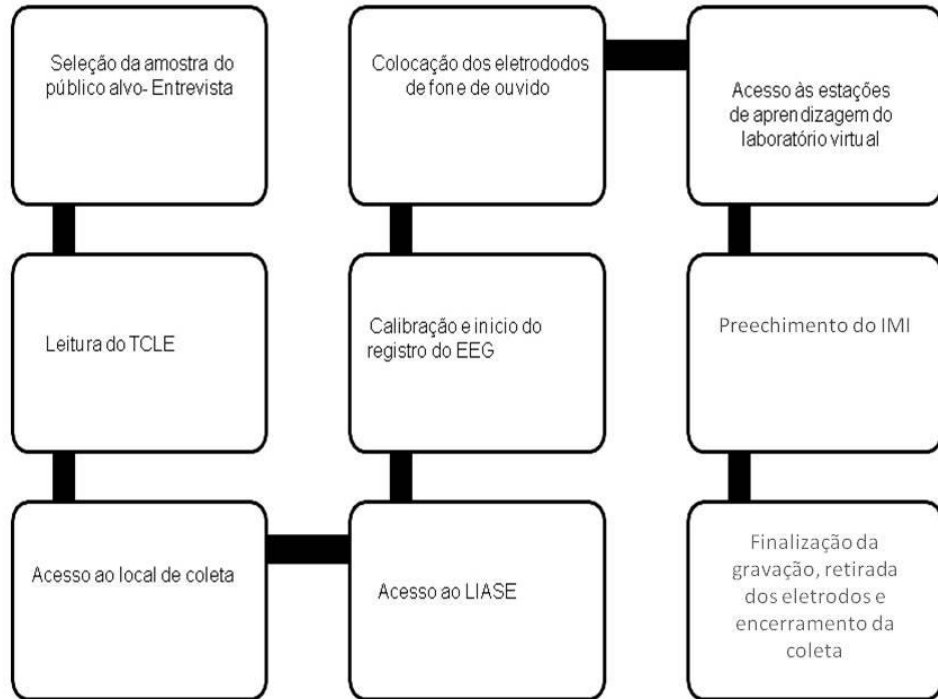 Seleção da amostra do
público alvo- Entrevista
Leitura do TCLE
Acesso ao local de coleta
Acesso ao LIASE
Calibração e inicio do
registro do EEG
Colocação dos eletrododos
de fone de ouvido
Acesso às estações
de aprendizagem do
laboratório virtual
Preechimento do IMI
Finalização da
gravação, retirada
dos eletrodos e
encerramento da
coleta